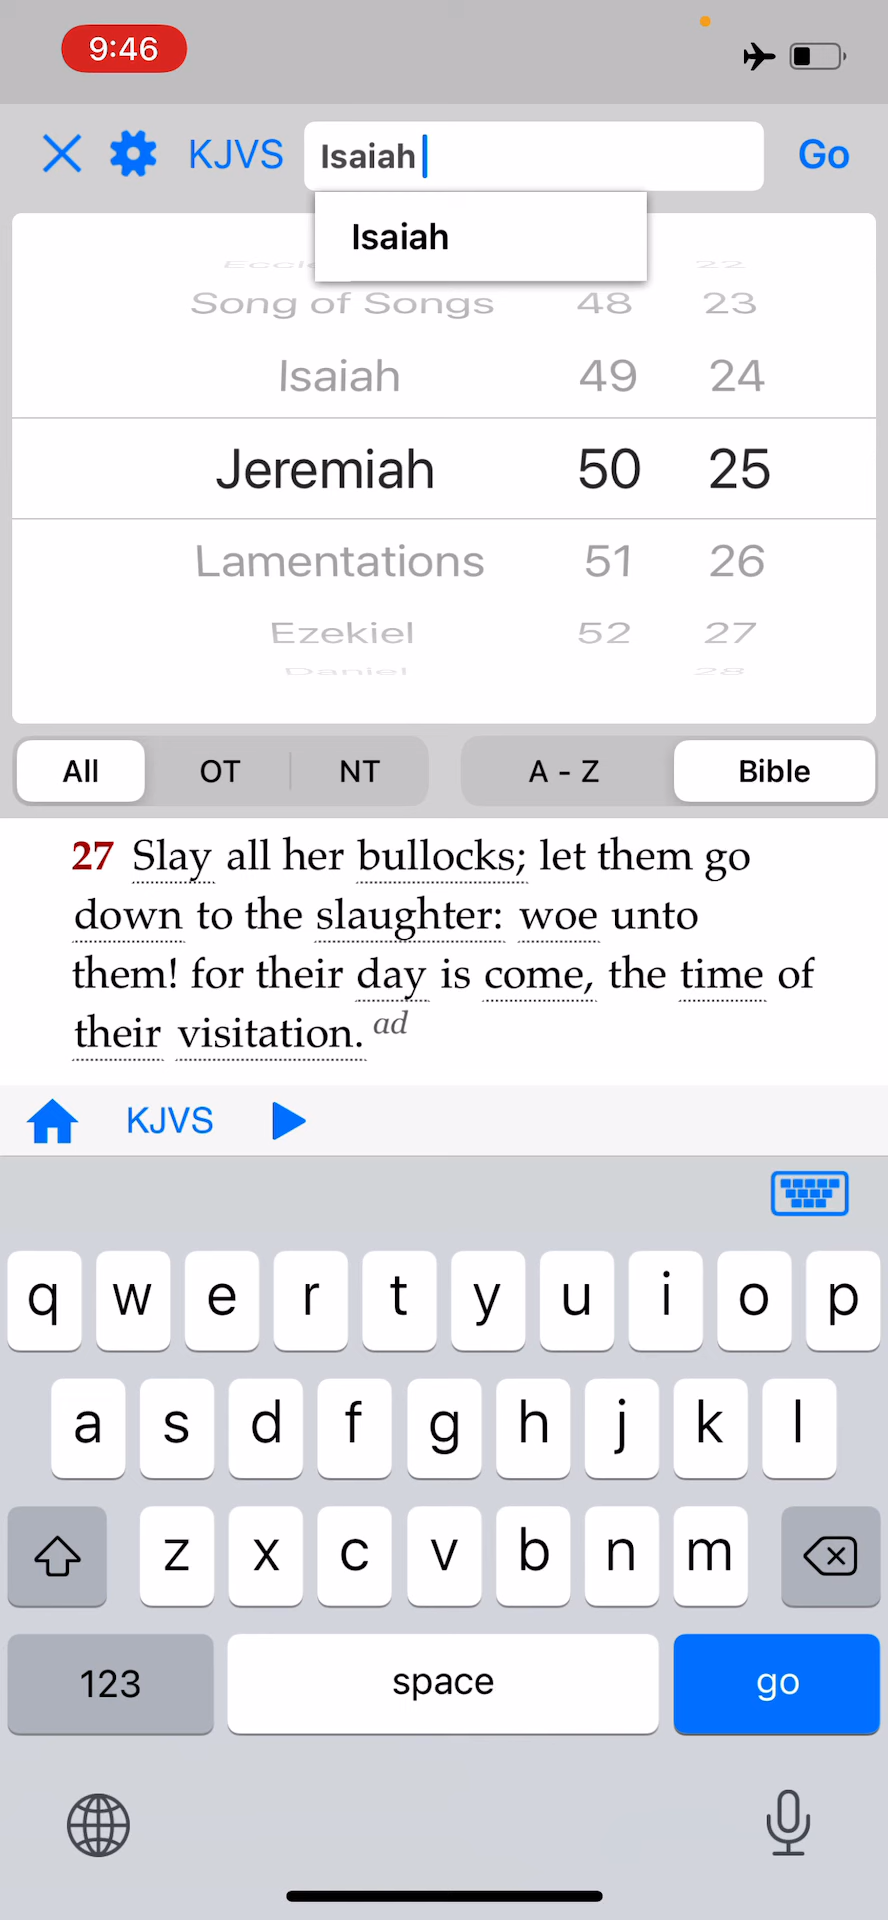 9:46
KJVS Isaiah Go
Isaiah
22
Song of Songs 48 23
Isaiah 49 24
Jeremiah 50 25
Lamentations 51 26
Ezekiel 52 27
Daniel 28
All OT NT A - Z Bible
27 Slay all her bullocks; let them go
down to the slaughter: woe unto
them! for their day is come, the time of
their visitation. ad
KJVS
q w e r t y u i o p
a s d f g h j k l
z x c v b n m
123 space go